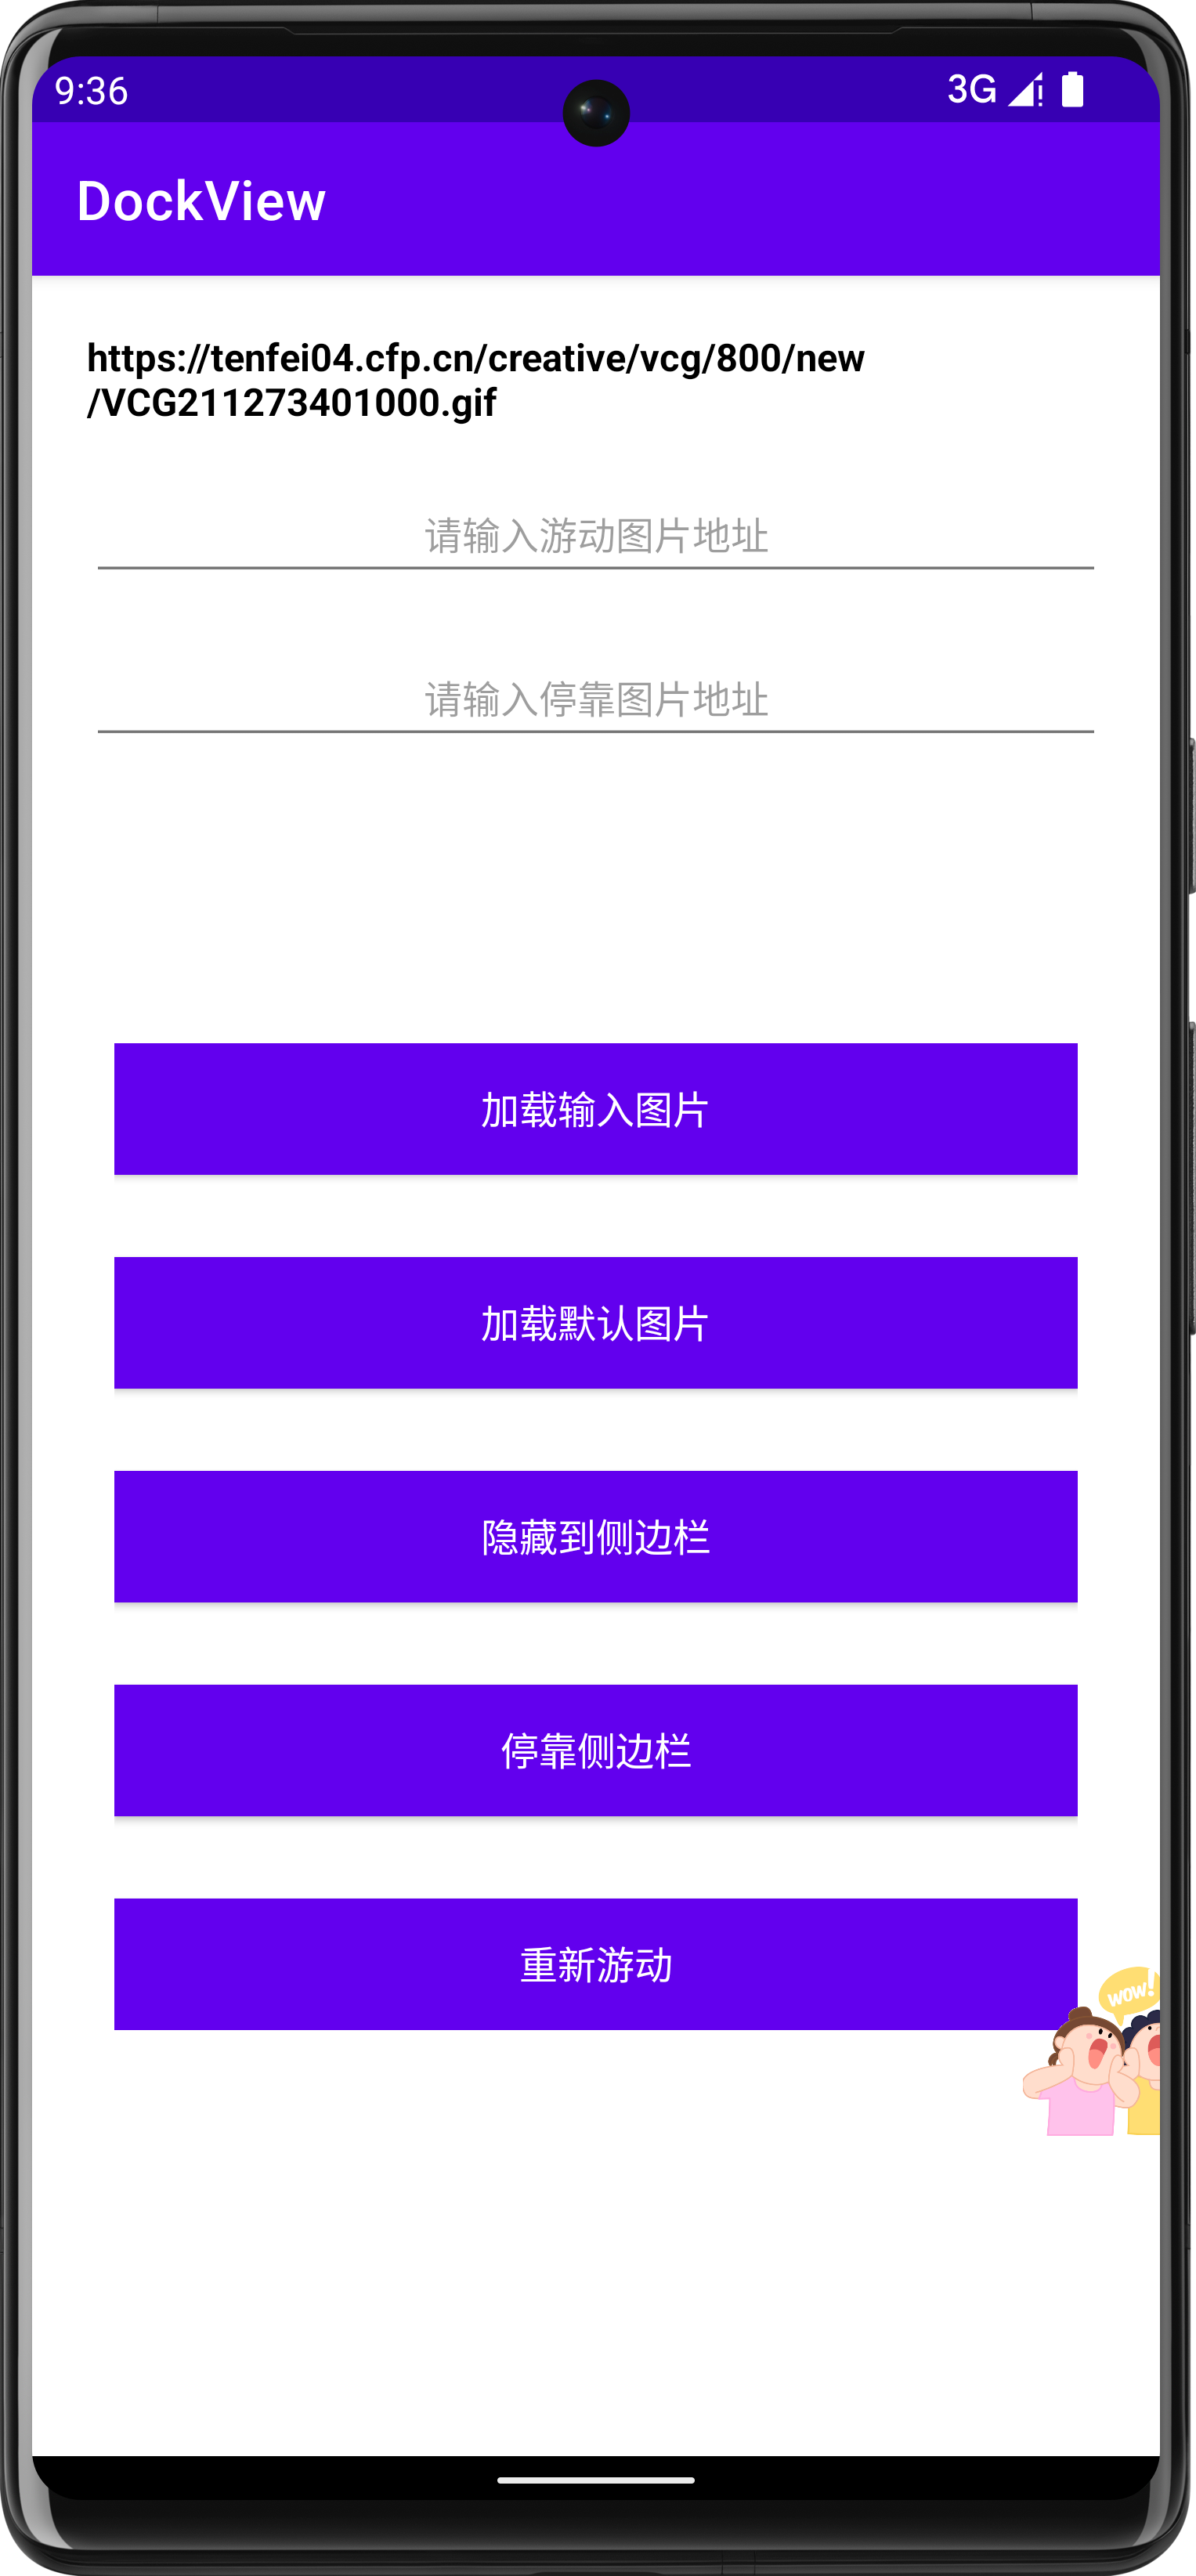 9:36
3G
DockView
https://tenfei04.cfp.cn/creative/vcg/800/new
/VCG211273401000.gif
请输入游动图片地址
请输入停靠图片地址
加载输入图片
加载默认图片
隐藏到侧边栏
停靠侧边栏
重新游动
WOW!